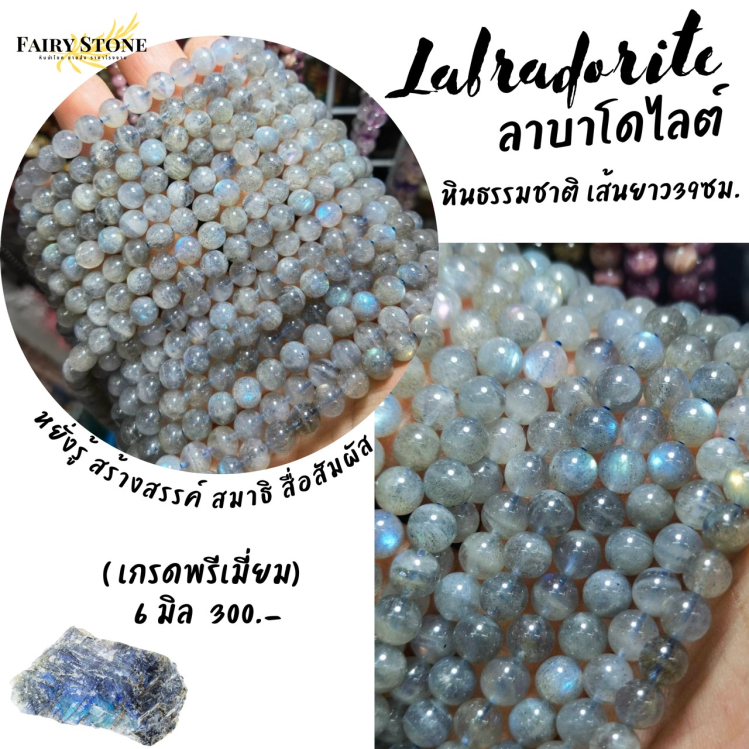 FAIRY STONE
Labradorite
ลาบาโดไลต์
หินธรรมชาติ เส้นยาว39ซม.
หยั่งรู้ สร้างสรรค์ สมาธิ สื่อสัมผัส
(เกรดพรีเมี่ยม)
6 มิล 300.-